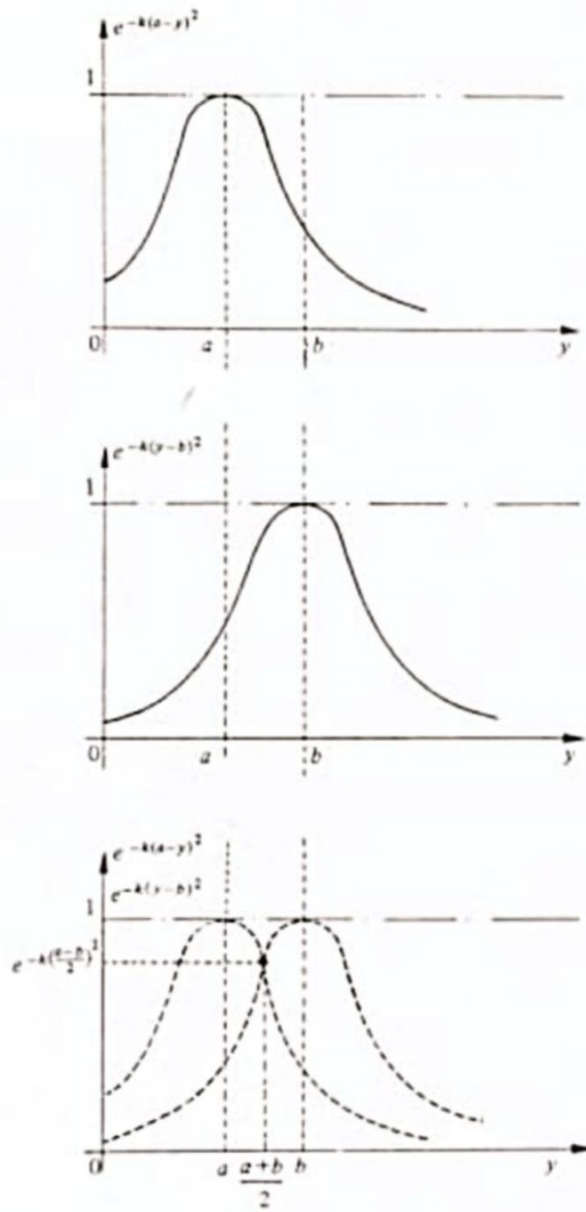 e^{-k(a-y)^2}
1
0 a b y
e^{-k(y-b)^2}
1
0 a b y
e^{-k(a-y)^2}
e^{-k(y-b)^2}
1
e^{-k(\frac{a-b}{2})^2}
0 a \frac{a+b}{2} b y